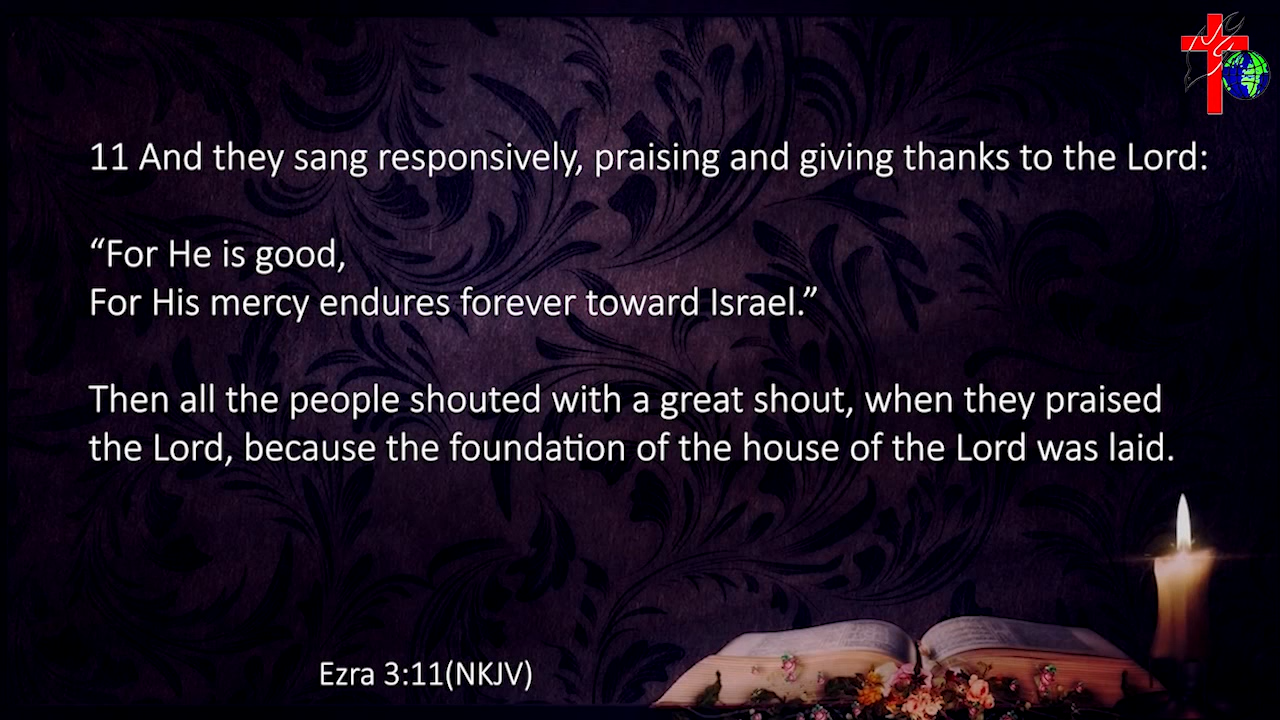 11 And they sang responsively, praising and giving thanks to the Lord:
“For He is good,
For His mercy endures forever toward Israel.”
Then all the people shouted with a great shout, when they praised
the Lord, because the foundation of the house of the Lord was laid.
Ezra 3:11(NKJV)